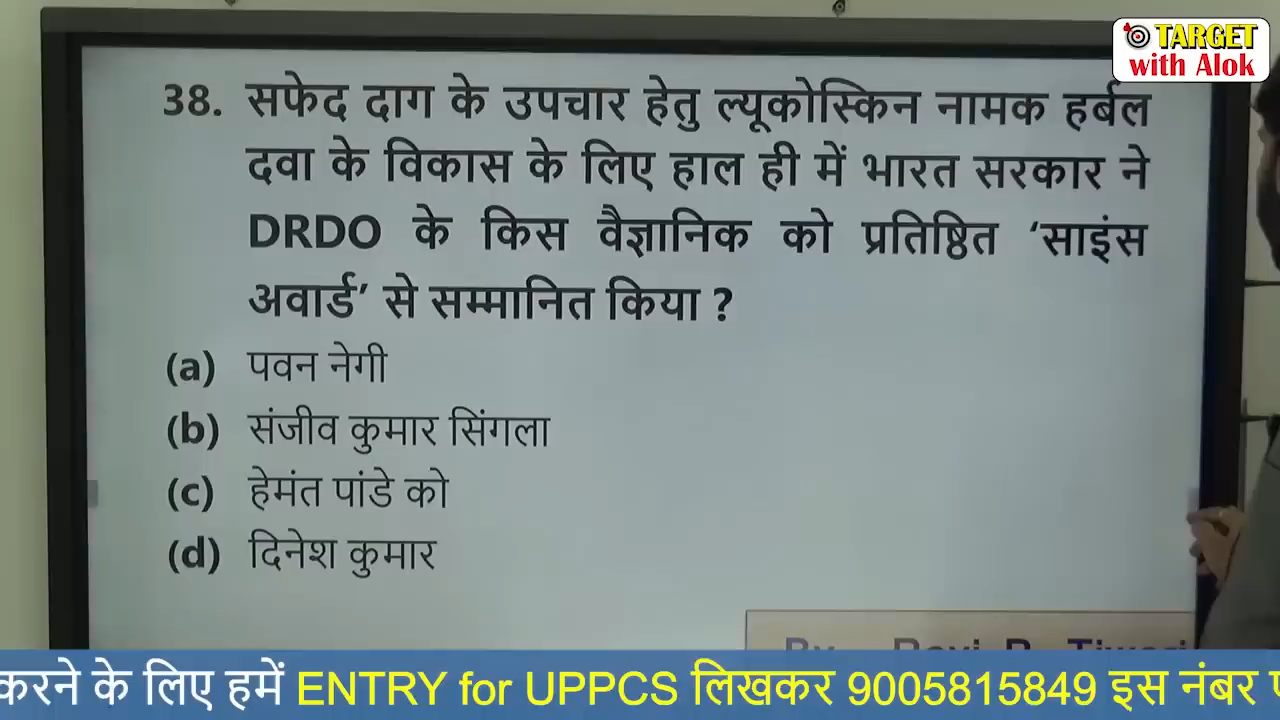 TARGET
with Alok
38. सफेद दाग के उपचार हेतु ल्यूकोस्किन नामक हर्बल
दवा के विकास के लिए हाल ही में भारत सरकार ने
DRDO के किस वैज्ञानिक को प्रतिष्ठित ‘साइंस
अवार्ड’ से सम्मानित किया ?
(a) पवन नेगी
(b) संजीव कुमार सिंगला
(c) हेमंत पांडे को
(d) दिनेश कुमार
करने के लिए हमें ENTRY for UPPCS लिखकर 9005815849 इस नंबर